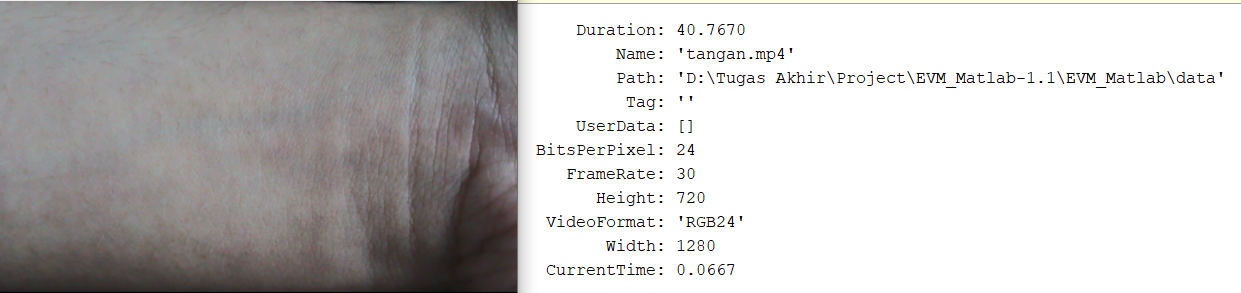 Duration: 40.7670
Name: 'tangan.mp4'
Path: 'D:\Tugas Akhir\Project\EVM_Matlab-1.1\EVM_Matlab\data'
Tag: ''
UserData: []
BitsPerPixel: 24
FrameRate: 30
Height: 720
VideoFormat: 'RGB24'
Width: 1280
CurrentTime: 0.0667